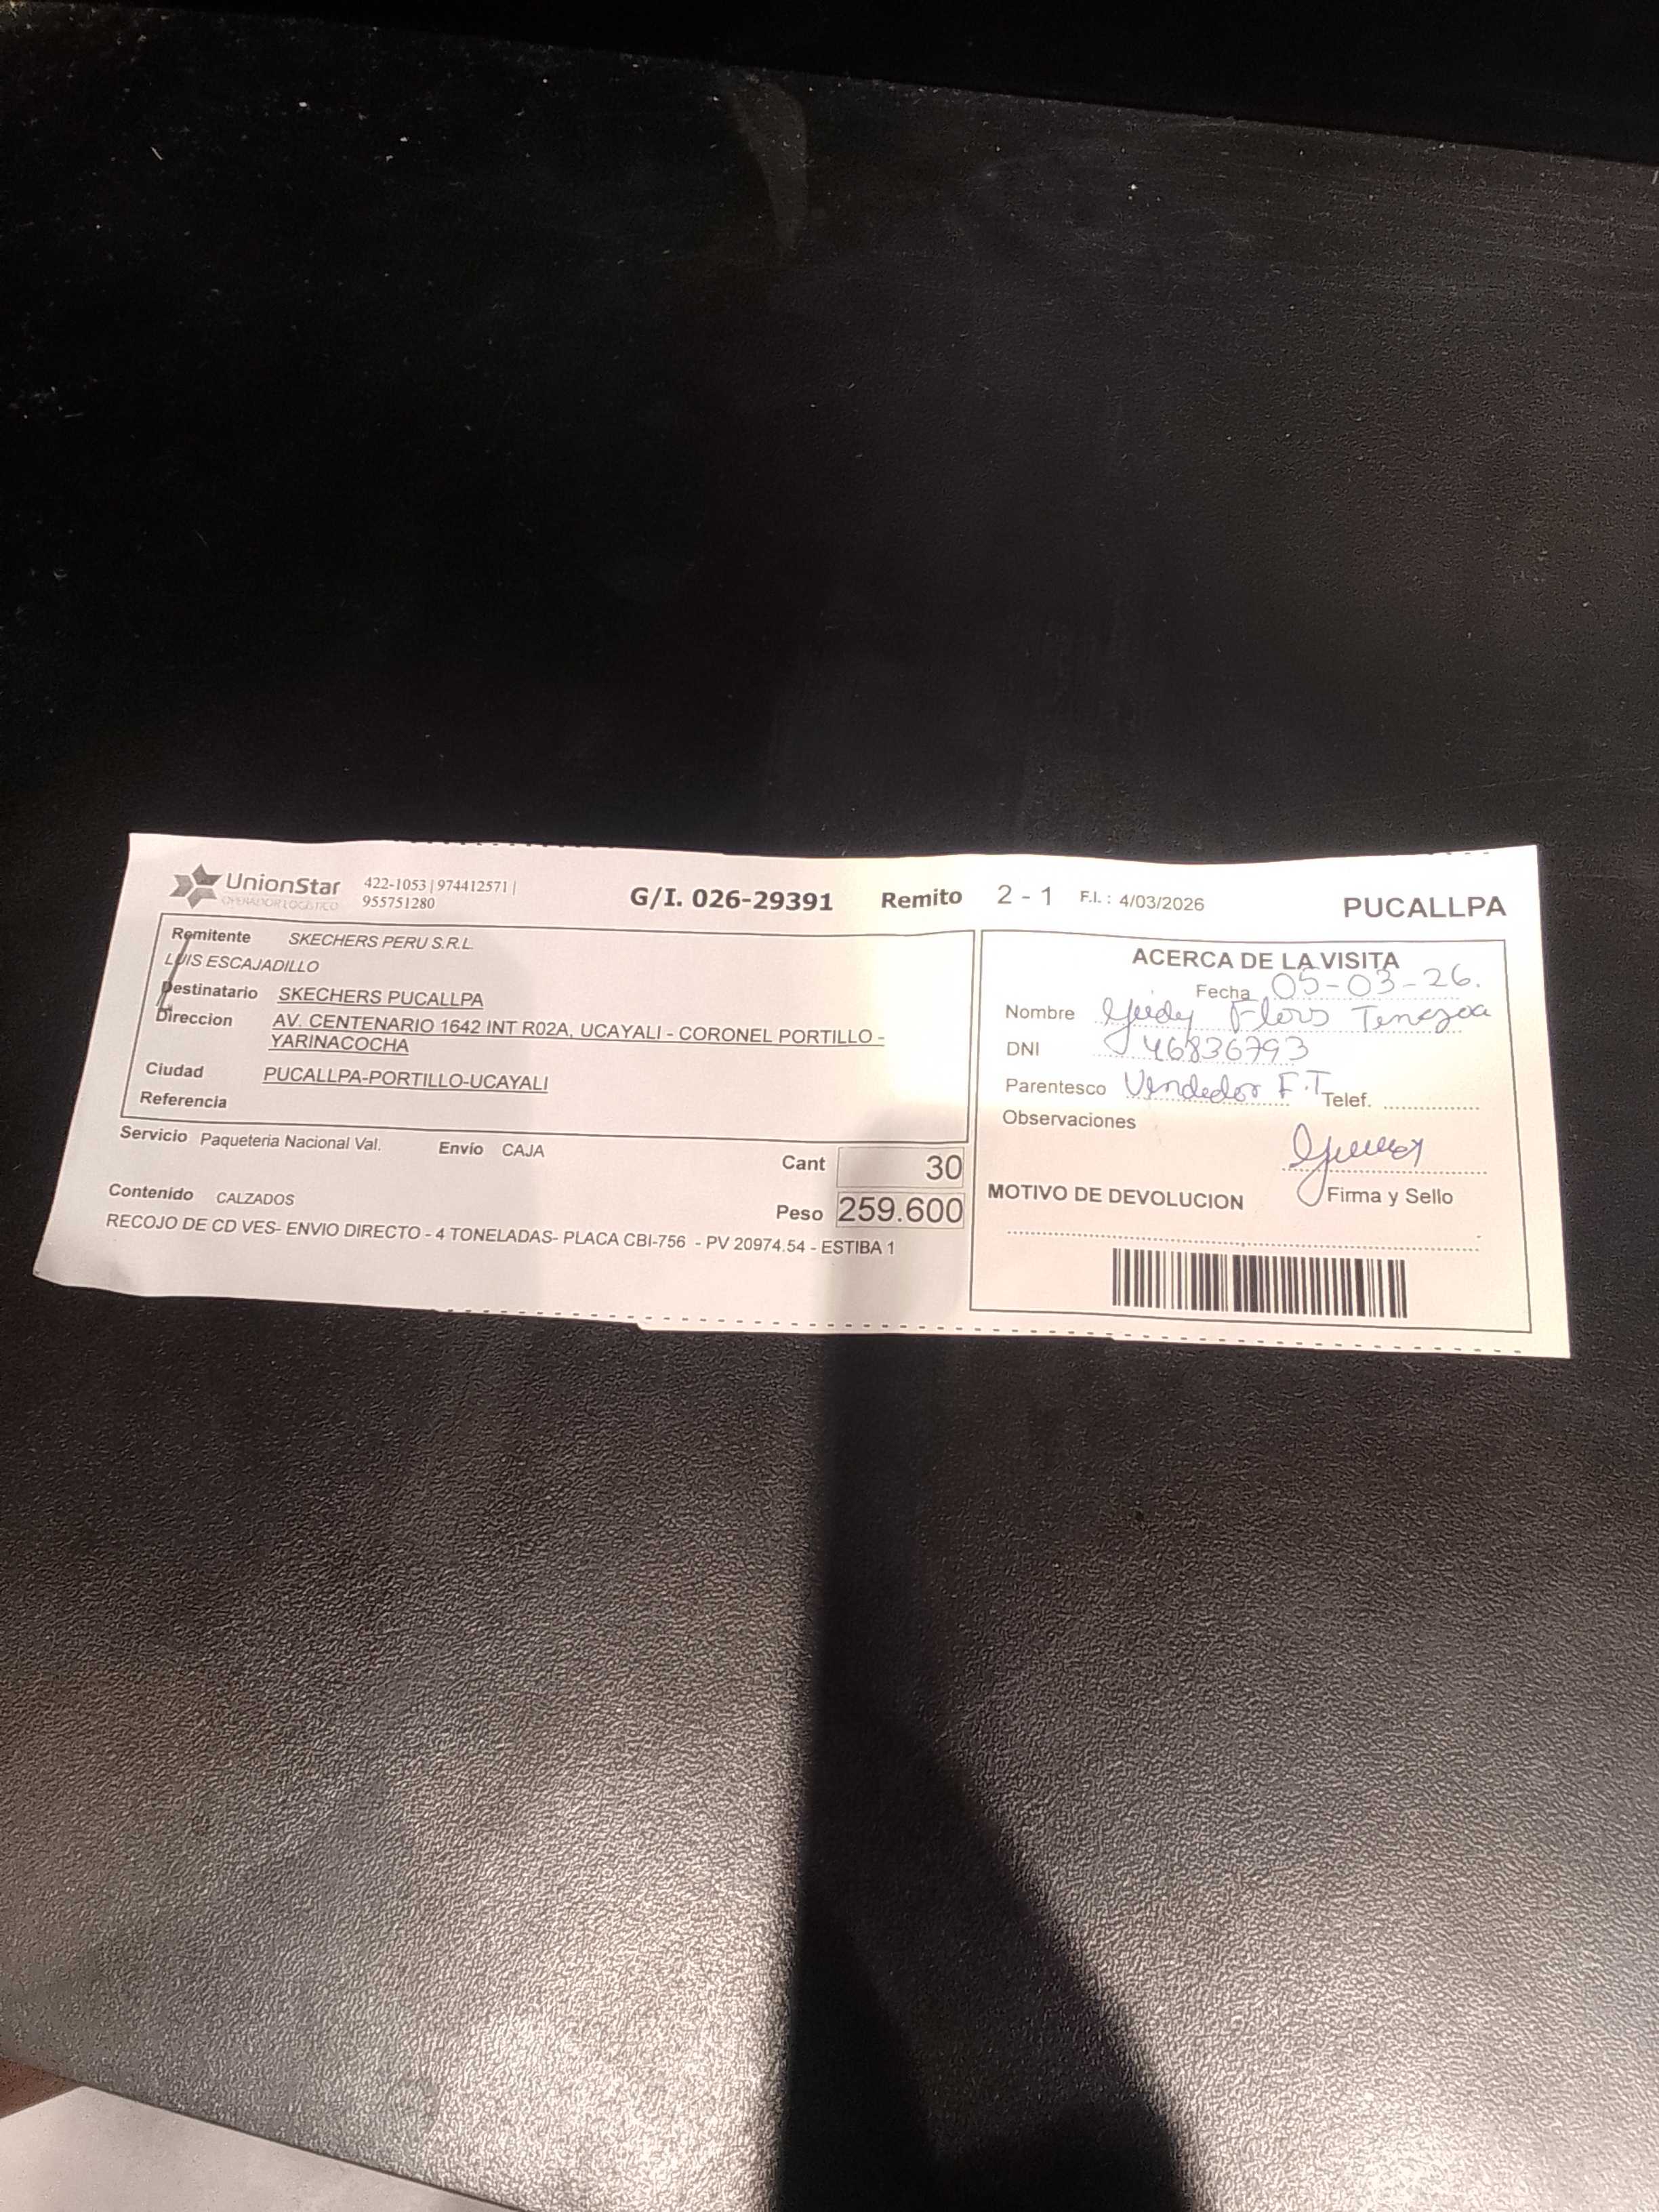 UnionStar
OPERADOR LOGISTICO
422-1053 | 974412571 |
955751280
G/I. 026-29391 Remito 2 - 1 F.I. : 4/03/2026 PUCALLPA
Remitente SKECHERS PERU S.R.L.
LUIS ESCAJADILLO
Destinatario SKECHERS PUCALLPA
Direccion AV. CENTENARIO 1642 INT R02A, UCAYALI - CORONEL PORTILLO -
YARINACOCHA
Ciudad PUCALLPA-PORTILLO-UCAYALI
Referencia
Servicio Paqueteria Nacional Val. Envío CAJA
Cant 30
Contenido CALZADOS
Peso 259.600
RECOJO DE CD VES- ENVIO DIRECTO - 4 TONELADAS- PLACA CBI-756 - PV 20974.54 - ESTIBA 1
ACERCA DE LA VISITA
Fecha 05-03-26.
Nombre Flors
DNI 46836793
Parentesco Vendedor F.T Telef.
Observaciones
MOTIVO DE DEVOLUCION
Firma y Sello